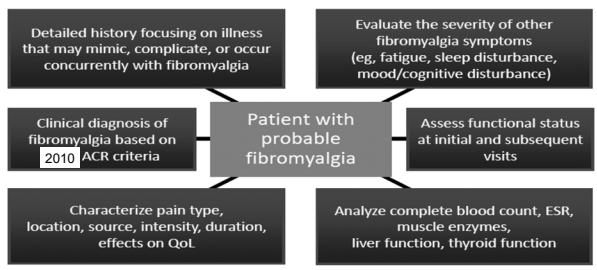 Detailed history focusing on illness
that may mimic, complicate, or occur
concurrently with fibromyalgia
Evaluate the severity of other
fibromyalgia symptoms
(eg, fatigue, sleep disturbance,
mood/cognitive disturbance)
Clinical diagnosis of
fibromyalgia based on
2010 ACR criteria
Patient with
probable
fibromyalgia
Assess functional status
at initial and subsequent
visits
Characterize pain type,
location, source, intensity, duration,
effects on QoL
Analyze complete blood count, ESR,
muscle enzymes,
liver function, thyroid function